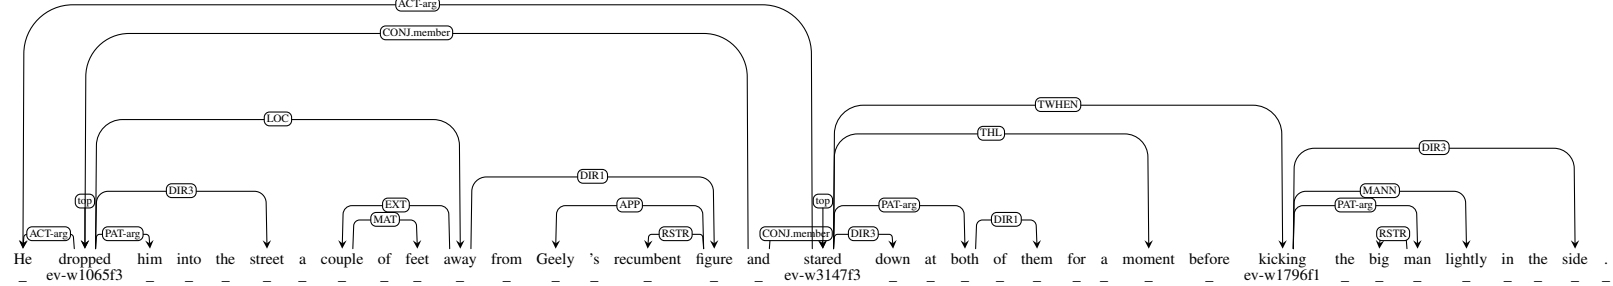 ACT-arg
CONJ.member
TWHEN
LOC
THL
DIR3
DIR1
DIR3 MANN
top EXT APP top PAT-arg PAT-arg
MAT DIR1
ACT-arg PAT-arg RSTR CONJ.member DIR3 RSTR
He dropped him into the street a couple of feet away from Geely 's recumbent figure and stared down at both of them for a moment before kicking the big man lightly in the side .
_ ev-w1065f3 _ _ _ _ _ _ _ _ _ _ _ _ _ _ _ ev-w3147f3 _ _ _ _ _ _ _ _ _ ev-w1796f1 _ _ _ _ _ _ _ _